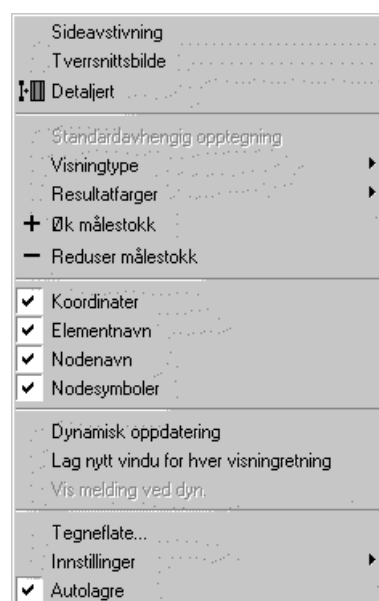 Sideavstivning
Tverrsnittsbilde
Detaljert
Standardavhengig opptegning
Visningtype
Resultatfarger
Øk målestokk
Reduser målestokk
Koordinater
Elementnavn
Nodenavn
Nodesymboler
Dynamisk oppdatering
Lag nytt vindu for hver visningretning
Vis melding ved dyn.
Tegneflate...
Innstillinger
Autolagre